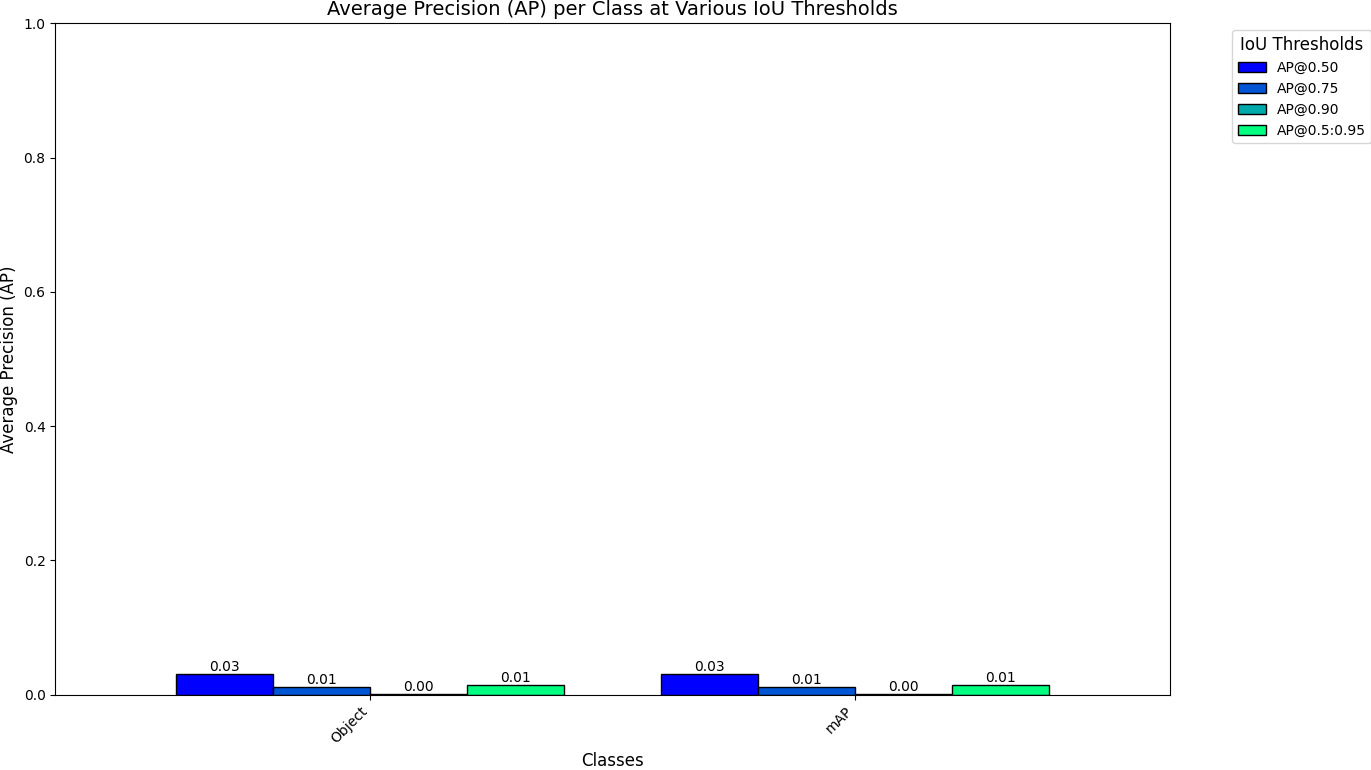 Average Precision (AP) per Class at Various IoU Thresholds
IoU Thresholds
AP@0.50
AP@0.75
AP@0.90
AP@0.5:0.95
Average Precision (AP)
1.0
0.8
0.6
0.4
0.2
0.0
0.03
0.01
0.00
0.01
0.03
0.01
0.00
0.01
Object
mAP
Classes